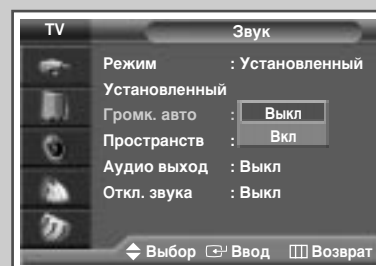 TV Звук
Режим : Установленный
Установленный
Громк. авто : Выкл
Пространств : Вкл
Аудио выход : Выкл
Откл. звука : Выкл
Выбор Ввод Возврат